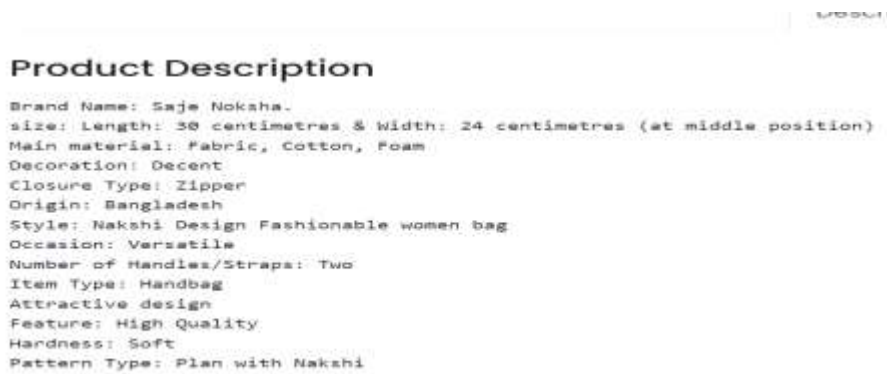 Product Description
Brand Name: Saje Noksha.
size: Length: 30 centimetres & Width: 24 centimetres (at middle position)
Main material: Fabric, Cotton, Foam
Decoration: Decent
Closure Type: Zipper
Origin: Bangladesh
Style: Nakshi Design Fashionable women bag
Occasion: Versatile
Number of Handles/Straps: Two
Item Type: Handbag
Attractive design
Feature: High Quality
Hardness: Soft
Pattern Type: Plan with Nakshi